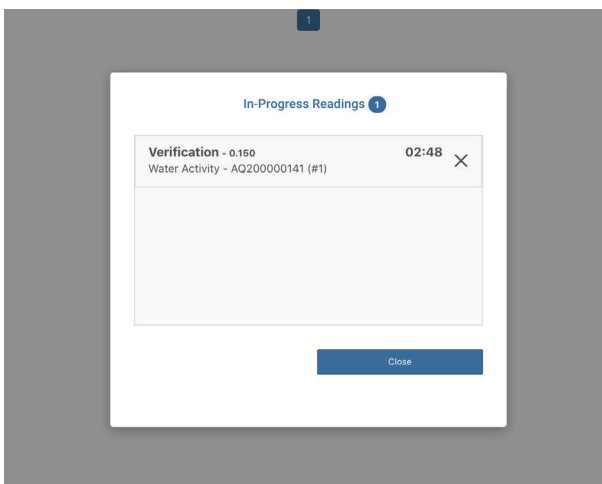 1
In-Progress Readings 1
Verification - 0.150 02:48
Water Activity - AQ200000141 (#1)
Close